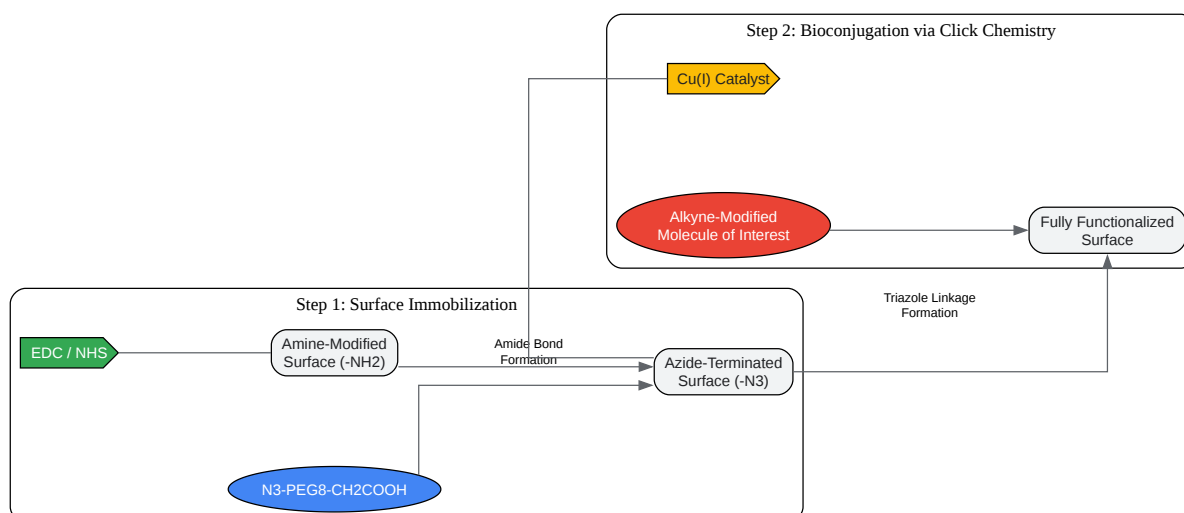 Step 2: Bioconjugation via Click Chemistry
Cu(I) Catalyst
Alkyne-Modified
Molecule of Interest
Fully Functionalized
Surface
Triazole Linkage
Formation
Step 1: Surface Immobilization
EDC / NHS
Amine-Modified
Surface (-NH2)
Amide Bond
Formation
Azide-Terminated
Surface (-N3)
N3-PEG8-CH2COOH